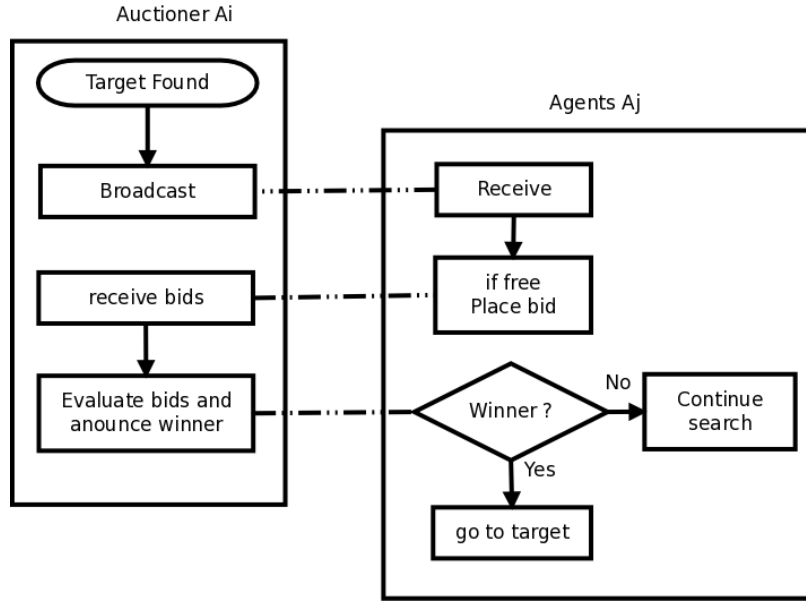 Auctioner Ai
Target Found
Broadcast
receive bids
Evaluate bids and
anounce winner
Agents Aj
Receive
if free
Place bid
Winner ?
No
Continue
search
Yes
go to target